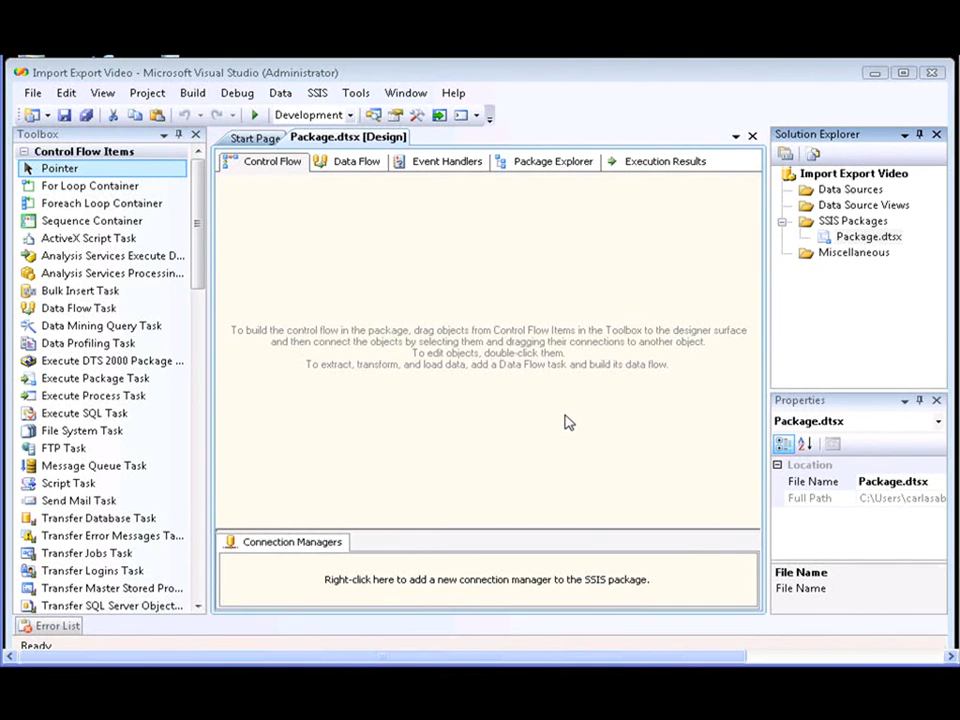 Import Export Video - Microsoft Visual Studio (Administrator)
File Edit View Project Build Debug Data SSIS Tools Window Help
Development
Toolbox
Control Flow Items
Pointer
For Loop Container
Foreach Loop Container
Sequence Container
ActiveX Script Task
Analysis Services Execute D...
Analysis Services Processin...
Bulk Insert Task
Data Flow Task
Data Mining Query Task
Data Profiling Task
Execute DTS 2000 Package ...
Execute Package Task
Execute Process Task
Execute SQL Task
File System Task
FTP Task
Message Queue Task
Script Task
Send Mail Task
Transfer Database Task
Transfer Error Messages Ta...
Transfer Jobs Task
Transfer Logins Task
Transfer Master Stored Pro...
Transfer SQL Server Object...
Error List
Ready
Start Page Package.dtsx [Design]
Control Flow Data Flow Event Handlers Package Explorer Execution Results
To build the control flow in the package, drag objects from Control Flow Items in the Toolbox to the designer surface
and then connect the objects by selecting them and dragging their connections to another object.
To edit objects, double-click them.
To extract, transform, and load data, add a Data Flow task and build its data flow.
Connection Managers
Right-click here to add a new connection manager to the SSIS package.
Solution Explorer
Import Export Video
Data Sources
Data Source Views
SSIS Packages
Package.dtsx
Miscellaneous
Properties
Package.dtsx
Location
File Name Package.dtsx
Full Path C:\Users\carlasab
File Name
File Name